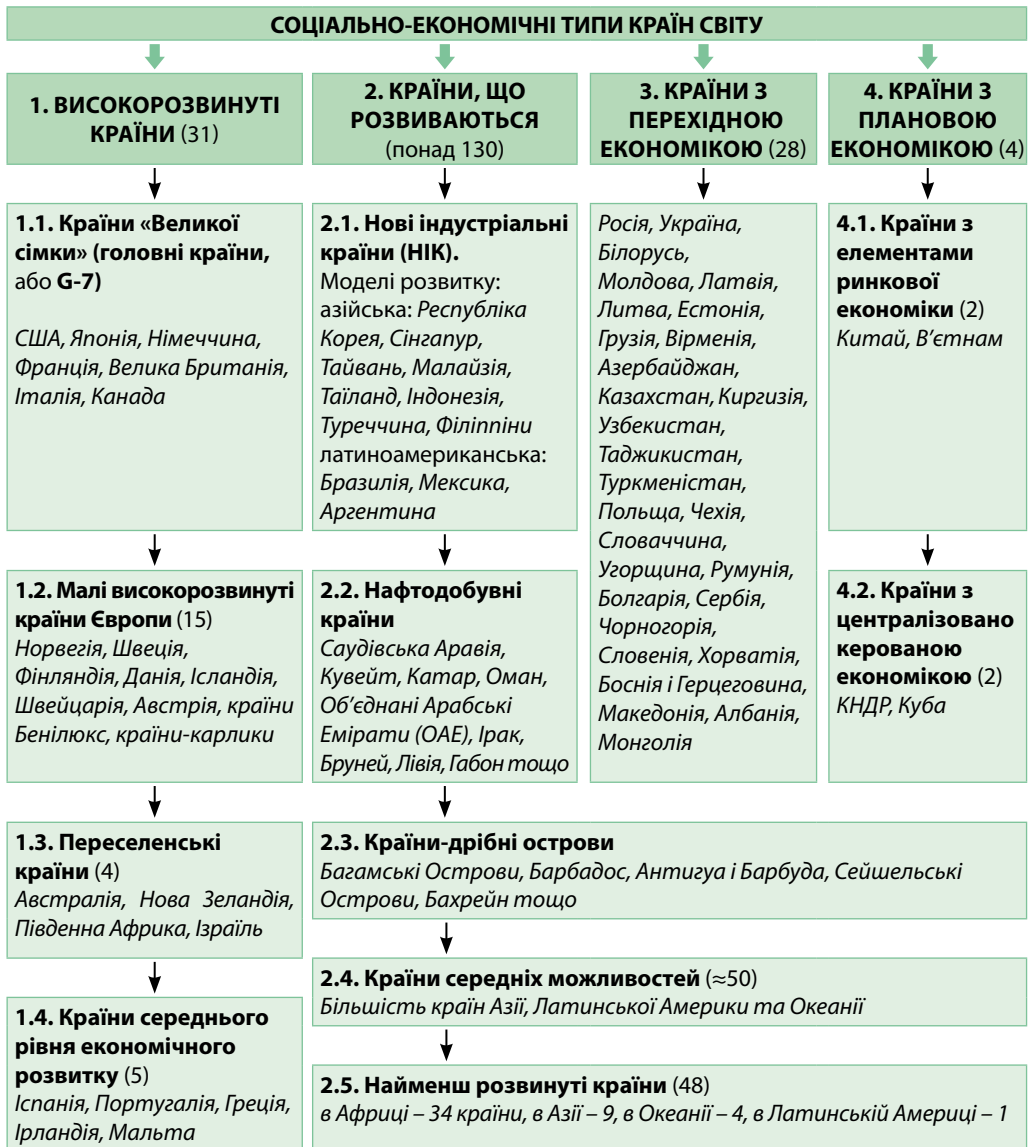 СОЦІАЛЬНО-ЕКОНОМІЧНІ ТИПИ КРАЇН СВІТУ
1. ВИСОКОРОЗВИНУТІ
КРАЇНИ (31)
2. КРАЇНИ, ЩО
РОЗВИВАЮТЬСЯ
(понад 130)
3. КРАЇНИ З
ПЕРЕХІДНОЮ
ЕКОНОМІКОЮ (28)
4. КРАЇНИ З
ПЛАНОВОЮ
ЕКОНОМІКОЮ (4)
1.1. Країни «Великої
сімки» (головні країни,
або G-7)
США, Японія, Німеччина,
Франція, Велика Британія,
Італія, Канада
2.1. Нові індустріальні
країни (НІК).
Моделі розвитку:
азійська: Республіка
Корея, Сінгапур,
Тайвань, Малайзія,
Таїланд, Індонезія,
Туреччина, Філіппіни
латиноамериканська:
Бразилія, Мексика,
Аргентина
Росія, Україна,
Білорусь,
Молдова, Латвія,
Литва, Естонія,
Грузія, Вірменія,
Азербайджан,
Казахстан, Киргизія,
Узбекистан,
Таджикистан,
Туркменістан,
Польща, Чехія,
Словаччина,
Угорщина, Румунія,
Болгарія, Сербія,
Чорногорія,
Словенія, Хорватія,
Боснія і Герцеговина,
Македонія, Албанія,
Монголія
4.1. Країни з
елементами
ринкової
економіки (2)
Китай, В’єтнам
1.2. Малі високорозвинуті
країни Європи (15)
Норвегія, Швеція,
Фінляндія, Данія, Ісландія,
Швейцарія, Австрія, країни
Бенілюкс, країни-карлики
2.2. Нафтодобувні
країни
Саудівська Аравія,
Кувейт, Катар, Оман,
Об’єднані Арабські
Емірати (ОАЕ), Ірак,
Бруней, Лівія, Габон тощо
4.2. Країни з
централізовано
керованою
економікою (2)
КНДР, Куба
1.3. Переселенські
країни (4)
Австралія, Нова Зеландія,
Південна Африка, Ізраїль
2.3. Країни-дрібні острови
Багамські Острови, Барбадос, Антигуа і Барбуда, Сейшельські
Острови, Бахрейн тощо
2.4. Країни середніх можливостей (≈50)
Більшість країн Азії, Латинської Америки та Океанії
1.4. Країни середнього
рівня економічного
розвитку (5)
Іспанія, Португалія, Греція,
Ірландія, Мальта
2.5. Найменш розвинуті країни (48)
в Африці – 34 країни, в Азії – 9, в Океанії – 4, в Латинській Америці – 1